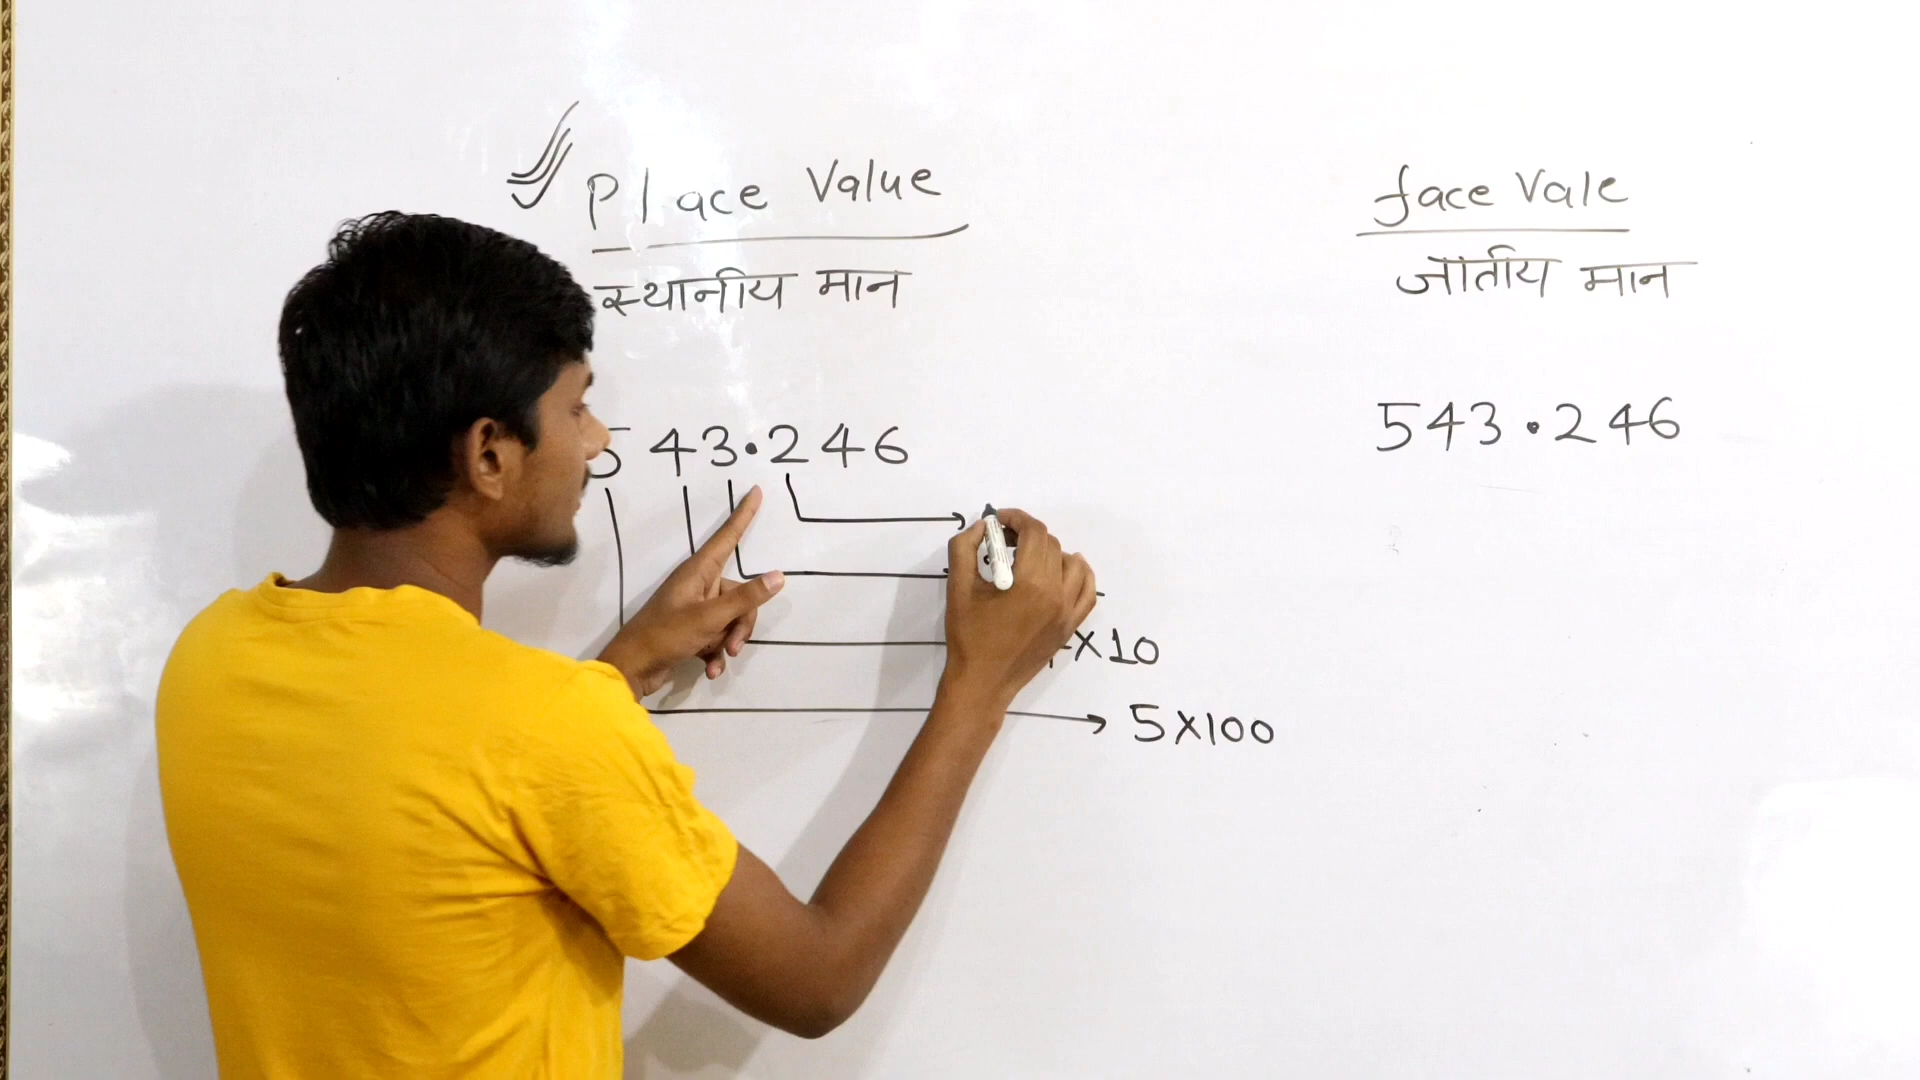 Place Value
स्थानीय मान
543.246
×10
5×100
face Vale
जातीय मान
543.246